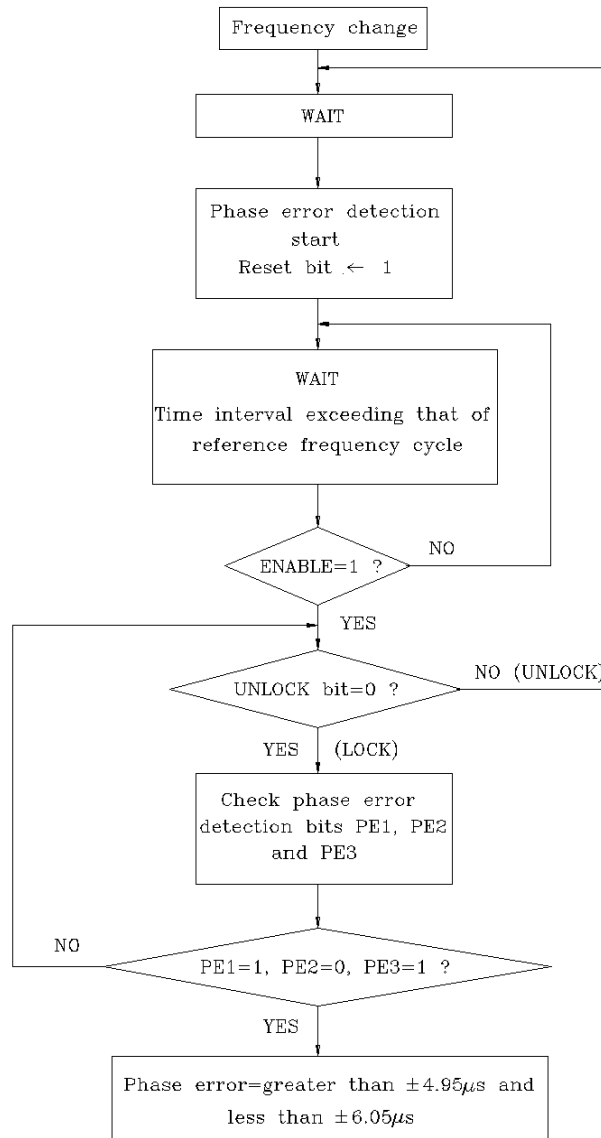 Frequency change
WAIT
Phase error detection
start
Reset bit ← 1
WAIT
Time interval exceeding that of
reference frequency cycle
ENABLE=1 ?
NO
YES
UNLOCK bit=0 ?
NO (UNLOCK)
YES (LOCK)
Check phase error
detection bits PE1, PE2
and PE3
NO
PE1=1, PE2=0, PE3=1 ?
YES
Phase error=greater than ±4.95μs and
less than ±6.05μs